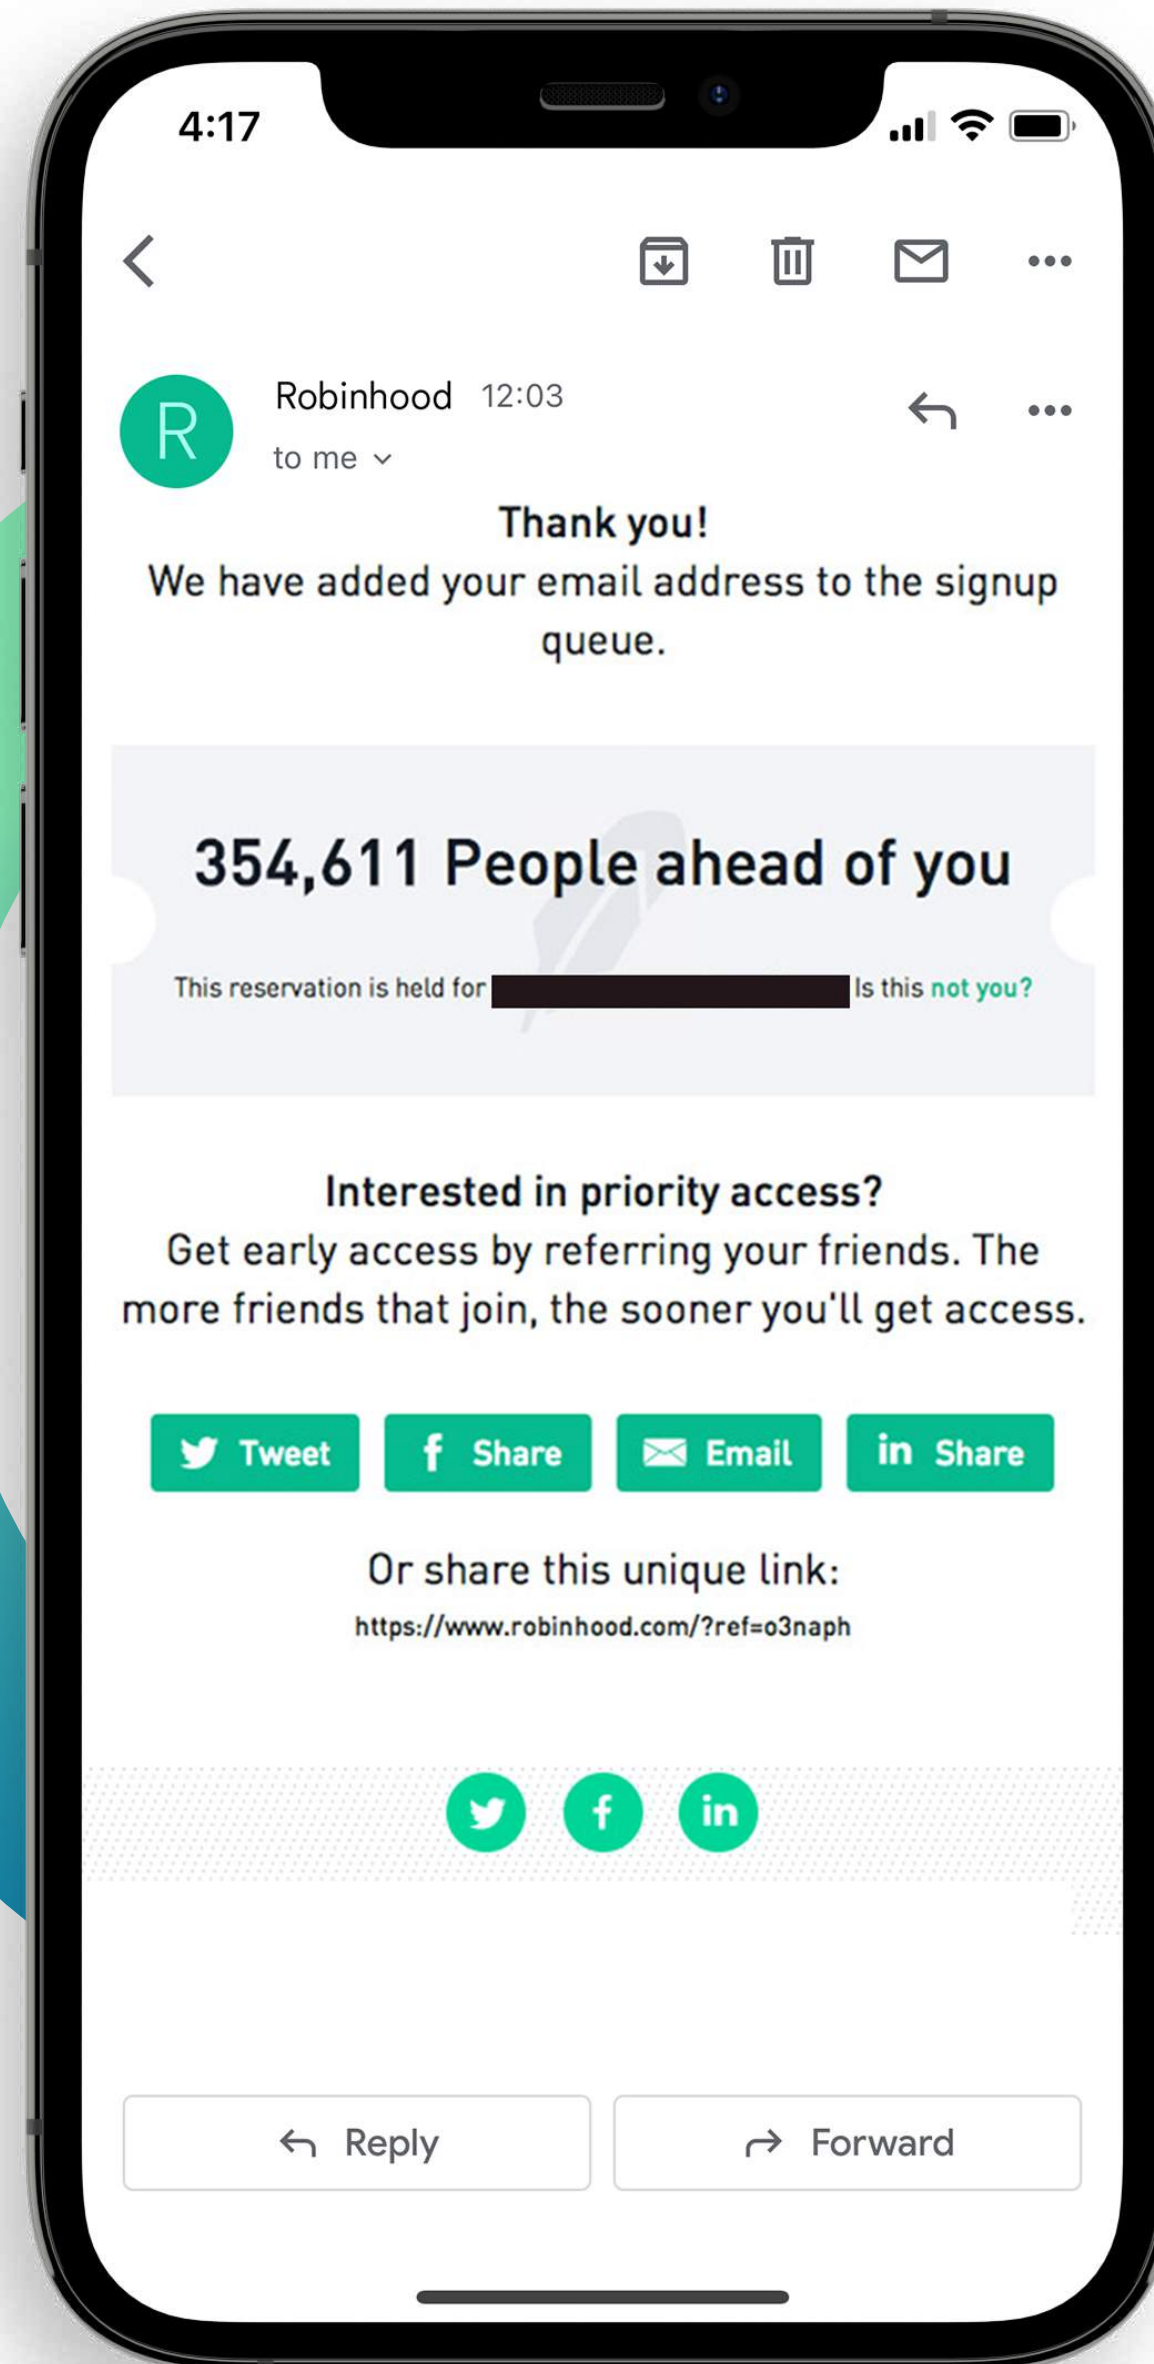 4:17
R
Robinhood 12:03
to me
Thank you!
We have added your email address to the signup
queue.
354,611 People ahead of you
This reservation is held for Is this not you?
Interested in priority access?
Get early access by referring your friends. The
more friends that join, the sooner you'll get access.
Tweet
f Share
Email
in Share
Or share this unique link:
https://www.robinhood.com/?ref=o3naph
f
in
Reply
Forward